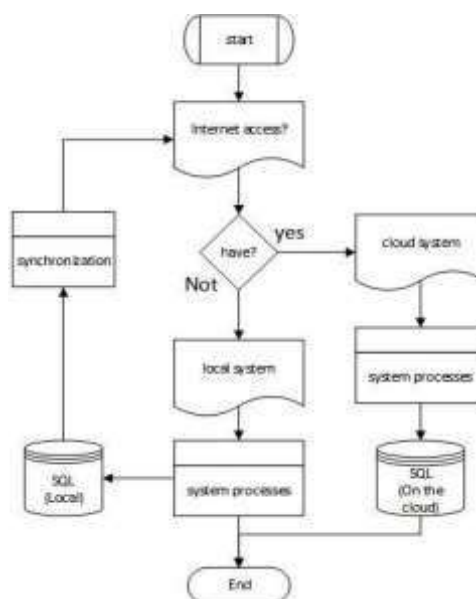 start
Internet access?
have?
yes
Not
cloud system
synchronization
local system
system processes
SQL
(Local)
system processes
SQL
(On the
cloud)
End